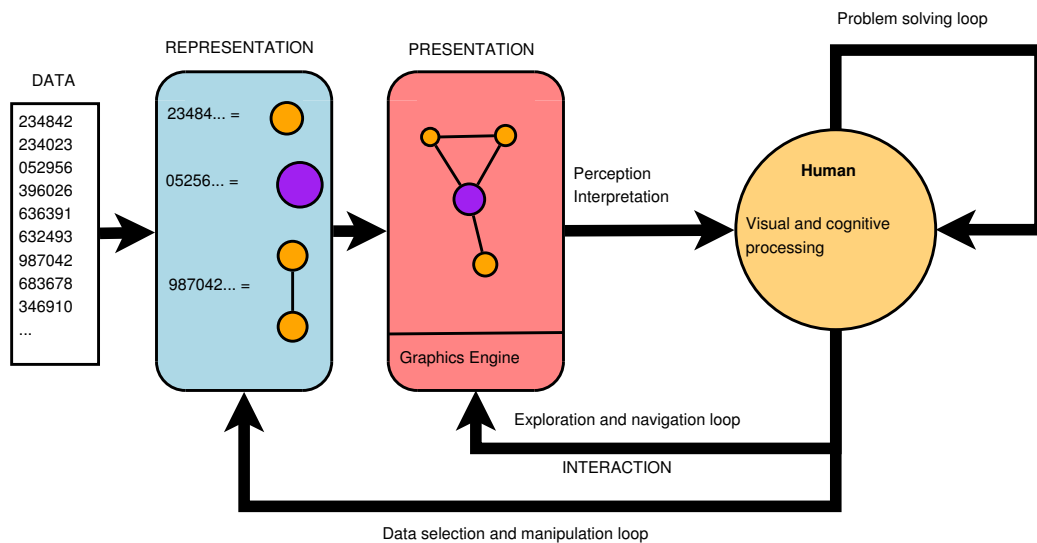 Problem solving loop
REPRESENTATION
PRESENTATION
DATA
234842
234023
052956
396026
636391
632493
987042
683678
346910
...
23484... =
05256... =
987042... =
Graphics Engine
Perception
Interpretation
Human
Visual and cognitive
processing
Exploration and navigation loop
INTERACTION
Data selection and manipulation loop